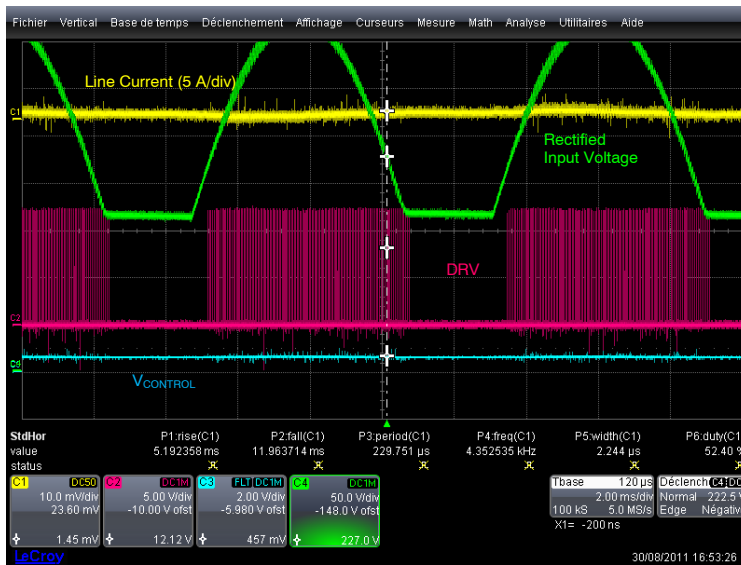 Fichier Vertical Base de temps Déclenchement Affichage Curseurs Mesure Math Analyse Utilitaires Aide
Line Current (5 A/div)
C1
Rectified
Input Voltage
DRV
C2
VCONTROL
StdHor P1:rise(C1) P2:fall(C1) P3:period(C1) P4:freq(C1) P5:width(C1) P6:duty(C1)
value 5.192358 ms 11.963714 ms 229.751 µs 4.352535 kHz 2.244 µs 52.40 %
status
C1 DC50 C2 DC1M C3 FLT DC1M C4 DC1M Tbase 120 µs Déclench C4 DC
10.0 mV/div 5.00 V/div 2.00 V/div 50.0 V/div 2.00 ms/div Normal 222.5 V
23.60 mV -10.00 V ofst -5.980 V ofst -148.0 V ofst 100 kS 5.0 MS/s Edge Négativ
1.45 mV 12.12 V 457 mV 227.0 V X1= -200 ns
LeCroy 30/08/2011 16:53:26